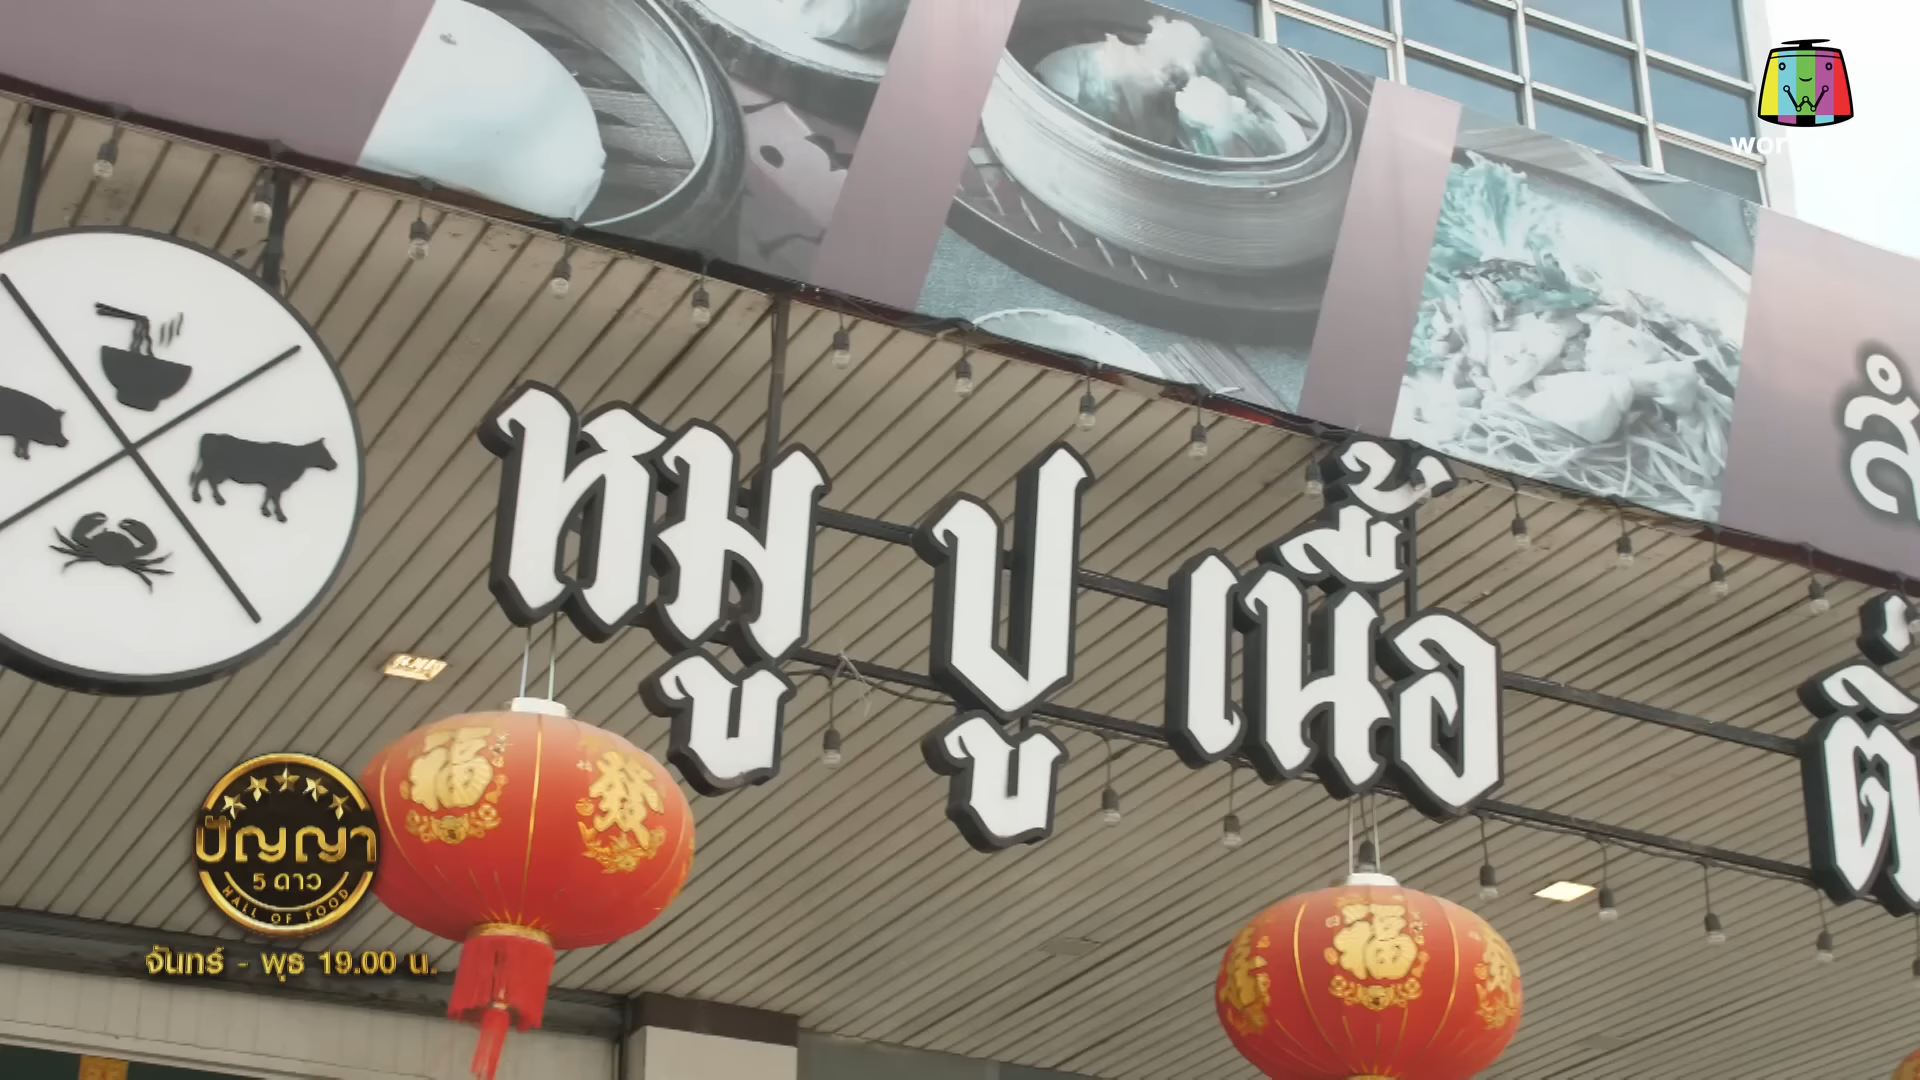 wor
หมู ปู เนื้อ
福
發
福
ปัญญา
5 ดาว
HALL OF FOOD
จันทร์ - พุธ 19.00 น.